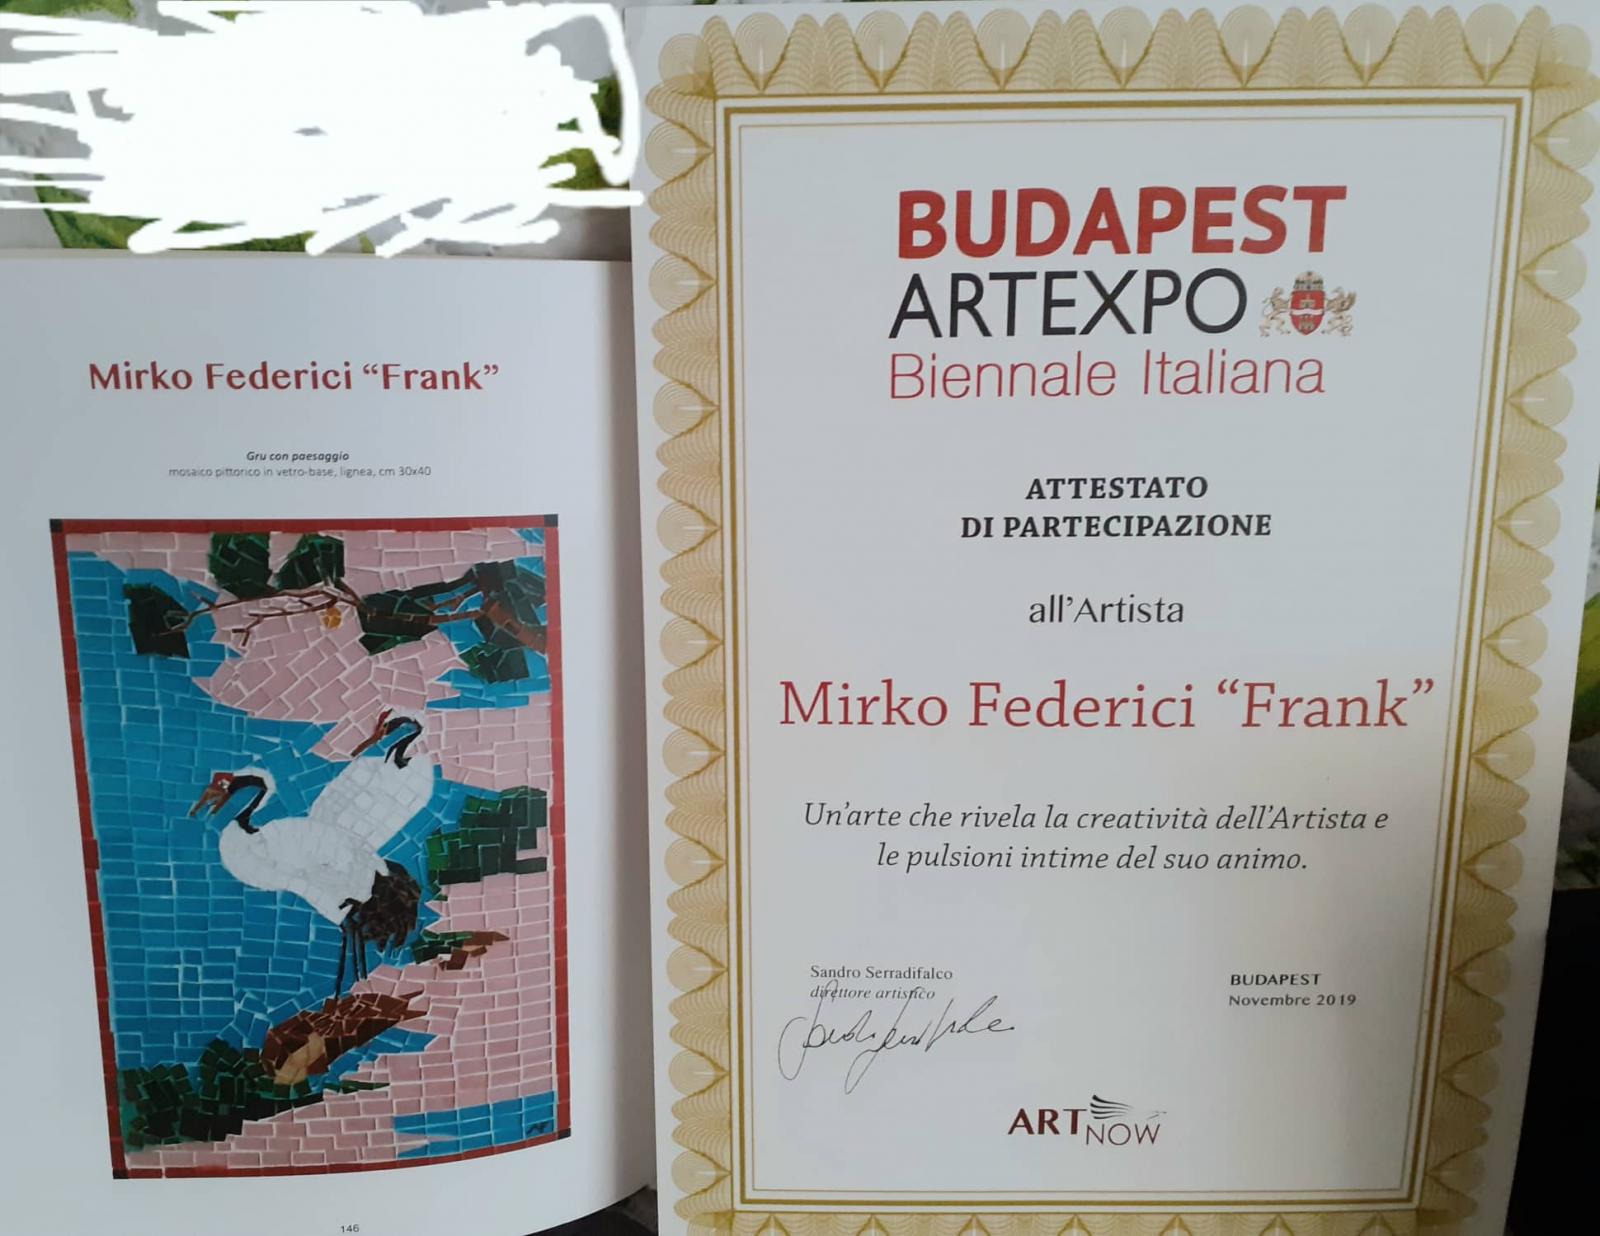 Mirko Federici “Frank”
Gru con paesaggio
mosaico pittorico in vetro-base, lignea, cm 30x40
146
BUDAPEST
ARTEXPO
Biennale Italiana
ATTESTATO
DI PARTECIPAZIONE
all’Artista
Mirko Federici “Frank”
Un’arte che rivela la creatività dell’Artista e
le pulsioni intime del suo animo.
Sandro Serradifalco
direttore artistico
BUDAPEST
Novembre 2019
ART NOW